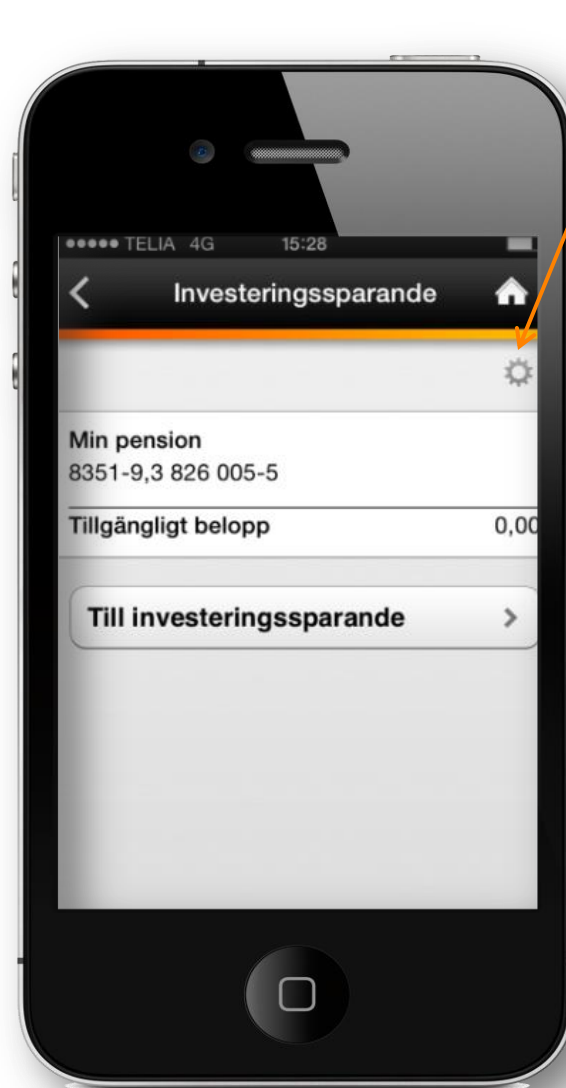 TELIA 4G 15:28
Investeringssparande
Min pension
8351-9,3 826 005-5
Tillgängligt belopp 0,00
Till investeringssparande